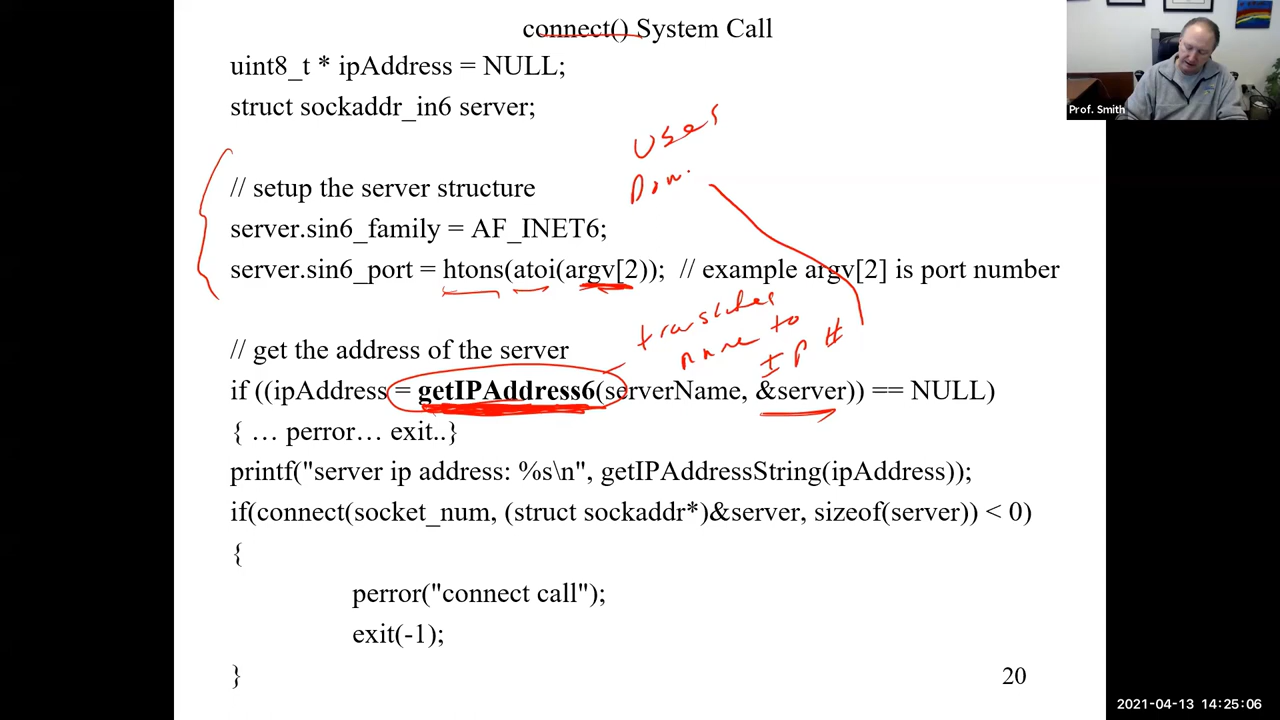 connect() System Call
uint8_t * ipAddress = NULL;
struct sockaddr_in6 server;
Prof. Smith
uses
// setup the server structure
server.sin6_family = AF_INET6;
server.sin6_port = htons(atoi(argv[2]));  // example argv[2] is port number
translates
name to
IP #
// get the address of the server
if ((ipAddress = getIPAddress6(serverName, &server)) == NULL)
{ … perror… exit..}
printf("server ip address: %s\n", getIPAddressString(ipAddress));
if(connect(socket_num, (struct sockaddr*)&server, sizeof(server)) < 0)
{
perror("connect call");
exit(-1);
}
20
2021-04-13 14:25:06